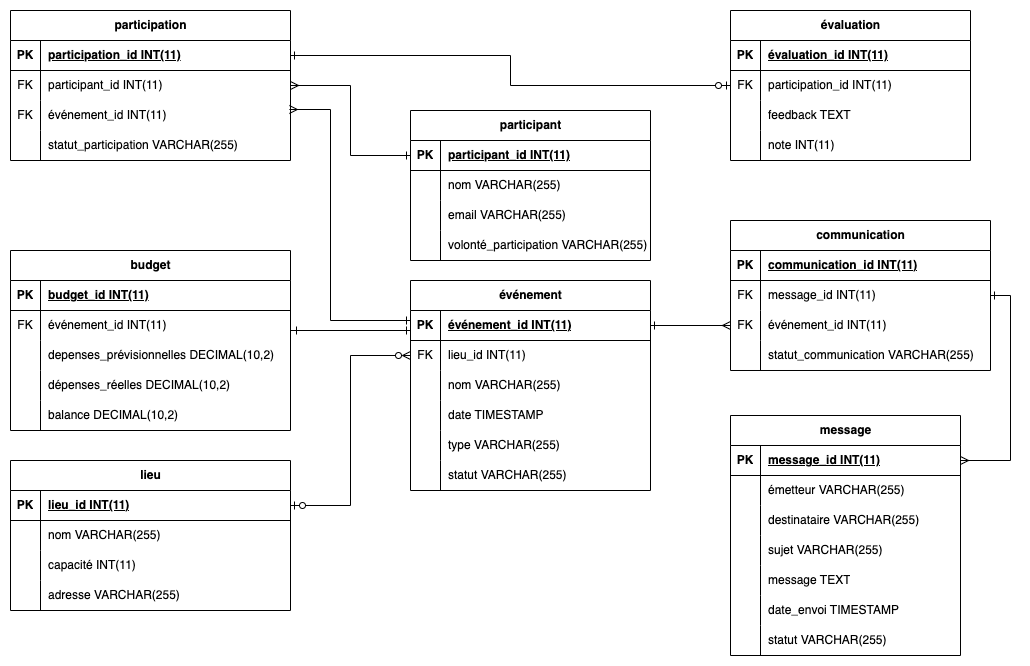 participation
PK participation_id INT(11)
FK participant_id INT(11)
FK événement_id INT(11)
statut_participation VARCHAR(255)
évaluation
PK évaluation_id INT(11)
FK participation_id INT(11)
feedback TEXT
note INT(11)
participant
PK participant_id INT(11)
nom VARCHAR(255)
email VARCHAR(255)
volonté_participation VARCHAR(255)
communication
PK communication_id INT(11)
FK message_id INT(11)
FK événement_id INT(11)
statut_communication VARCHAR(255)
budget
PK budget_id INT(11)
FK événement_id INT(11)
depenses_prévisionnelles DECIMAL(10,2)
dépenses_réelles DECIMAL(10,2)
balance DECIMAL(10,2)
événement
PK événement_id INT(11)
FK lieu_id INT(11)
nom VARCHAR(255)
date TIMESTAMP
type VARCHAR(255)
statut VARCHAR(255)
message
PK message_id INT(11)
émetteur VARCHAR(255)
destinataire VARCHAR(255)
sujet VARCHAR(255)
message TEXT
date_envoi TIMESTAMP
statut VARCHAR(255)
lieu
PK lieu_id INT(11)
nom VARCHAR(255)
capacité INT(11)
adresse VARCHAR(255)